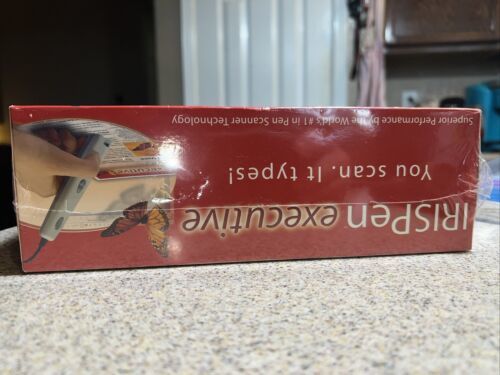 IRISPen executive
You scan. It types!
Superior Performance by the World's #1 in Pen Scanner Technology